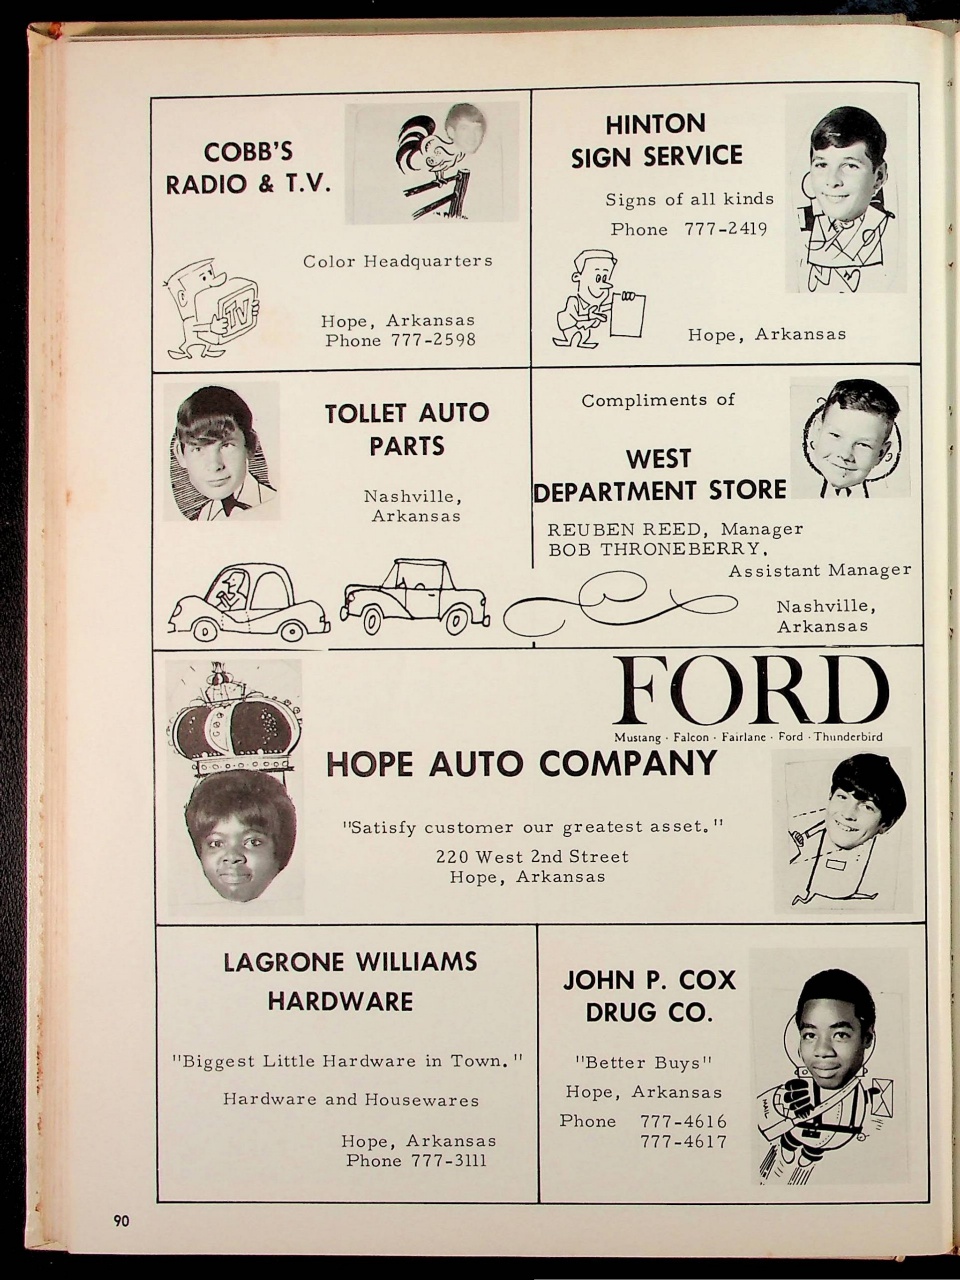 COBB'S
RADIO & T.V.
TV
Color Headquarters
Hope, Arkansas
Phone 777-2598
HINTON
SIGN SERVICE
Signs of all kinds
Phone 777-2419
Hope, Arkansas
TOLLET AUTO
PARTS
Nashville,
Arkansas
Compliments of
WEST
DEPARTMENT STORE
REUBEN REED, Manager
BOB THRONEBERRY,
Assistant Manager
Nashville,
Arkansas
FORD
Mustang · Falcon · Fairlane · Ford · Thunderbird
HOPE AUTO COMPANY
"Satisfy customer our greatest asset."
220 West 2nd Street
Hope, Arkansas
LAGRONE WILLIAMS
HARDWARE
"Biggest Little Hardware in Town."
Hardware and Housewares
Hope, Arkansas
Phone 777-3111
JOHN P. COX
DRUG CO.
"Better Buys"
Hope, Arkansas
Phone 777-4616
777-4617
MAIL
90